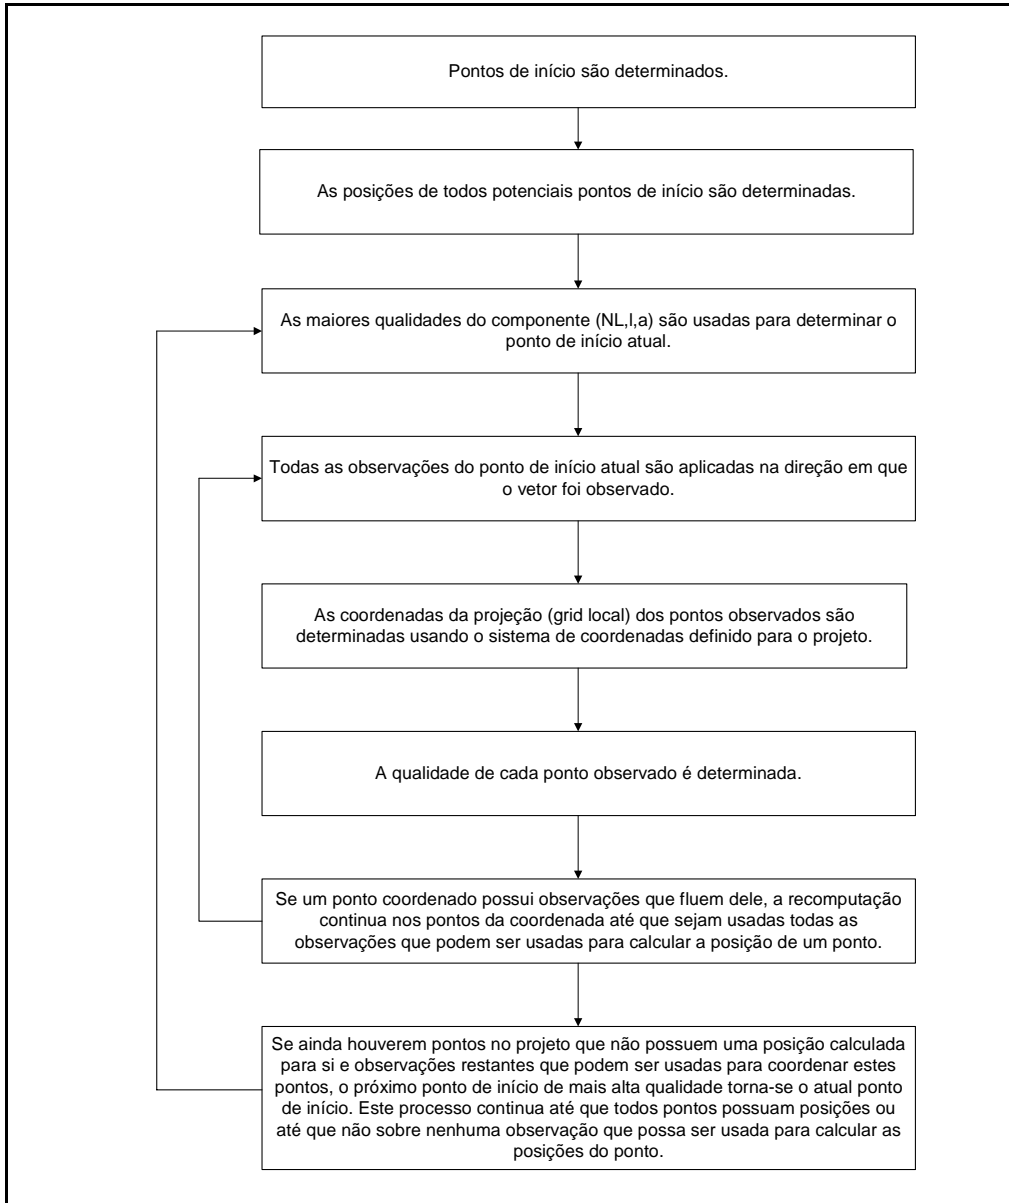 Pontos de início são determinados.
As posições de todos potenciais pontos de início são determinadas.
As maiores qualidades do componente (NL,l,a) são usadas para determinar o
ponto de início atual.
Todas as observações do ponto de início atual são aplicadas na direção em que
o vetor foi observado.
As coordenadas da projeção (grid local) dos pontos observados são
determinadas usando o sistema de coordenadas definido para o projeto.
A qualidade de cada ponto observado é determinada.
Se um ponto coordenado possui observações que fluem dele, a recomputação
continua nos pontos da coordenada até que sejam usadas todas as
observações que podem ser usadas para calcular a posição de um ponto.
Se ainda houverem pontos no projeto que não possuem uma posição calculada
para si e observações restantes que podem ser usadas para coordenar estes
pontos, o próximo ponto de início de mais alta qualidade torna-se o atual ponto
de início. Este processo continua até que todos pontos possuam posições ou
até que não sobre nenhuma observação que possa ser usada para calcular as
posições do ponto.